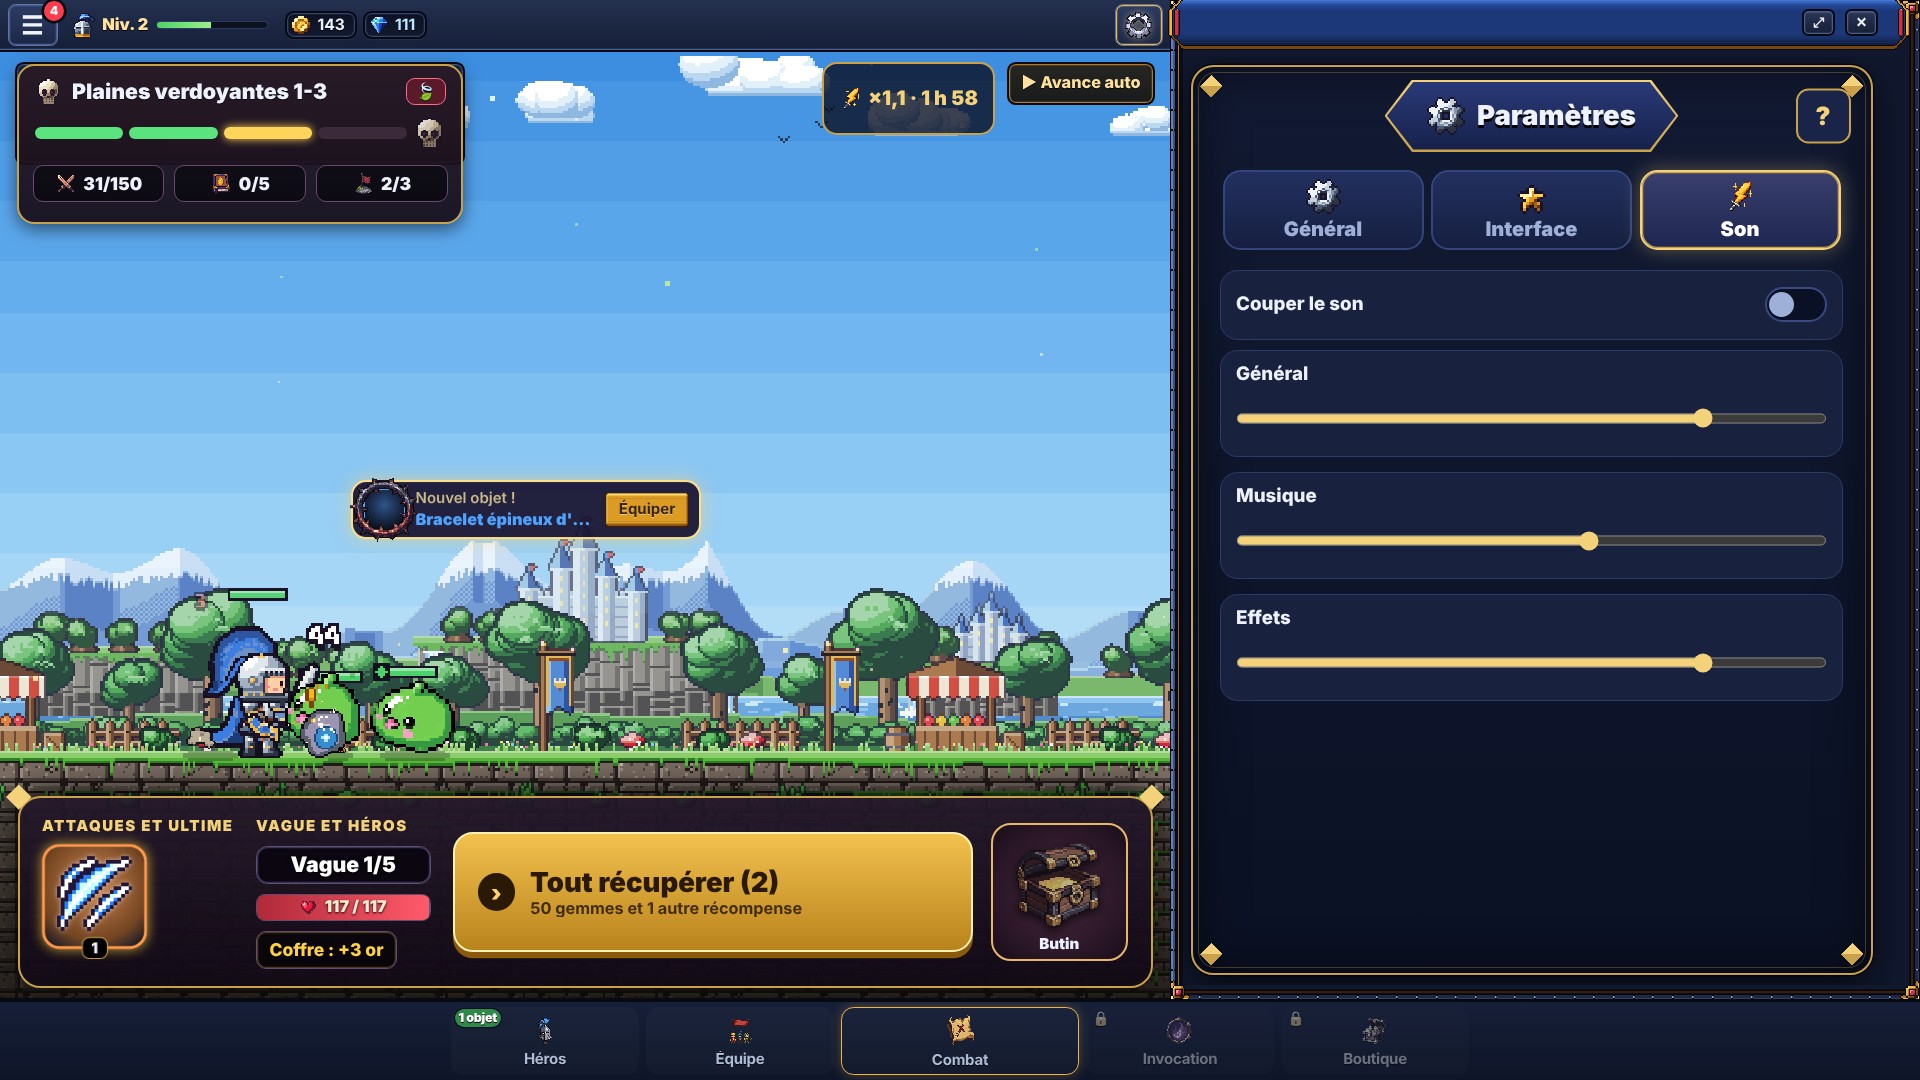 4
Niv. 2
143
111
Plaines verdoyantes 1-3
31/150
0/5
2/3
×1,1 · 1 h 58
Avance auto
Nouvel objet !
Bracelet épineux d'...
Équiper
99
ATTAQUES ET ULTIME
1
VAGUE ET HÉROS
Vague 1/5
117 / 117
Coffre : +3 or
Tout récupérer (2)
50 gemmes et 1 autre récompense
Butin
1 objet
Héros
Équipe
Combat
Invocation
Boutique
Paramètres
?
Général
Interface
Son
Couper le son
Général
Musique
Effets